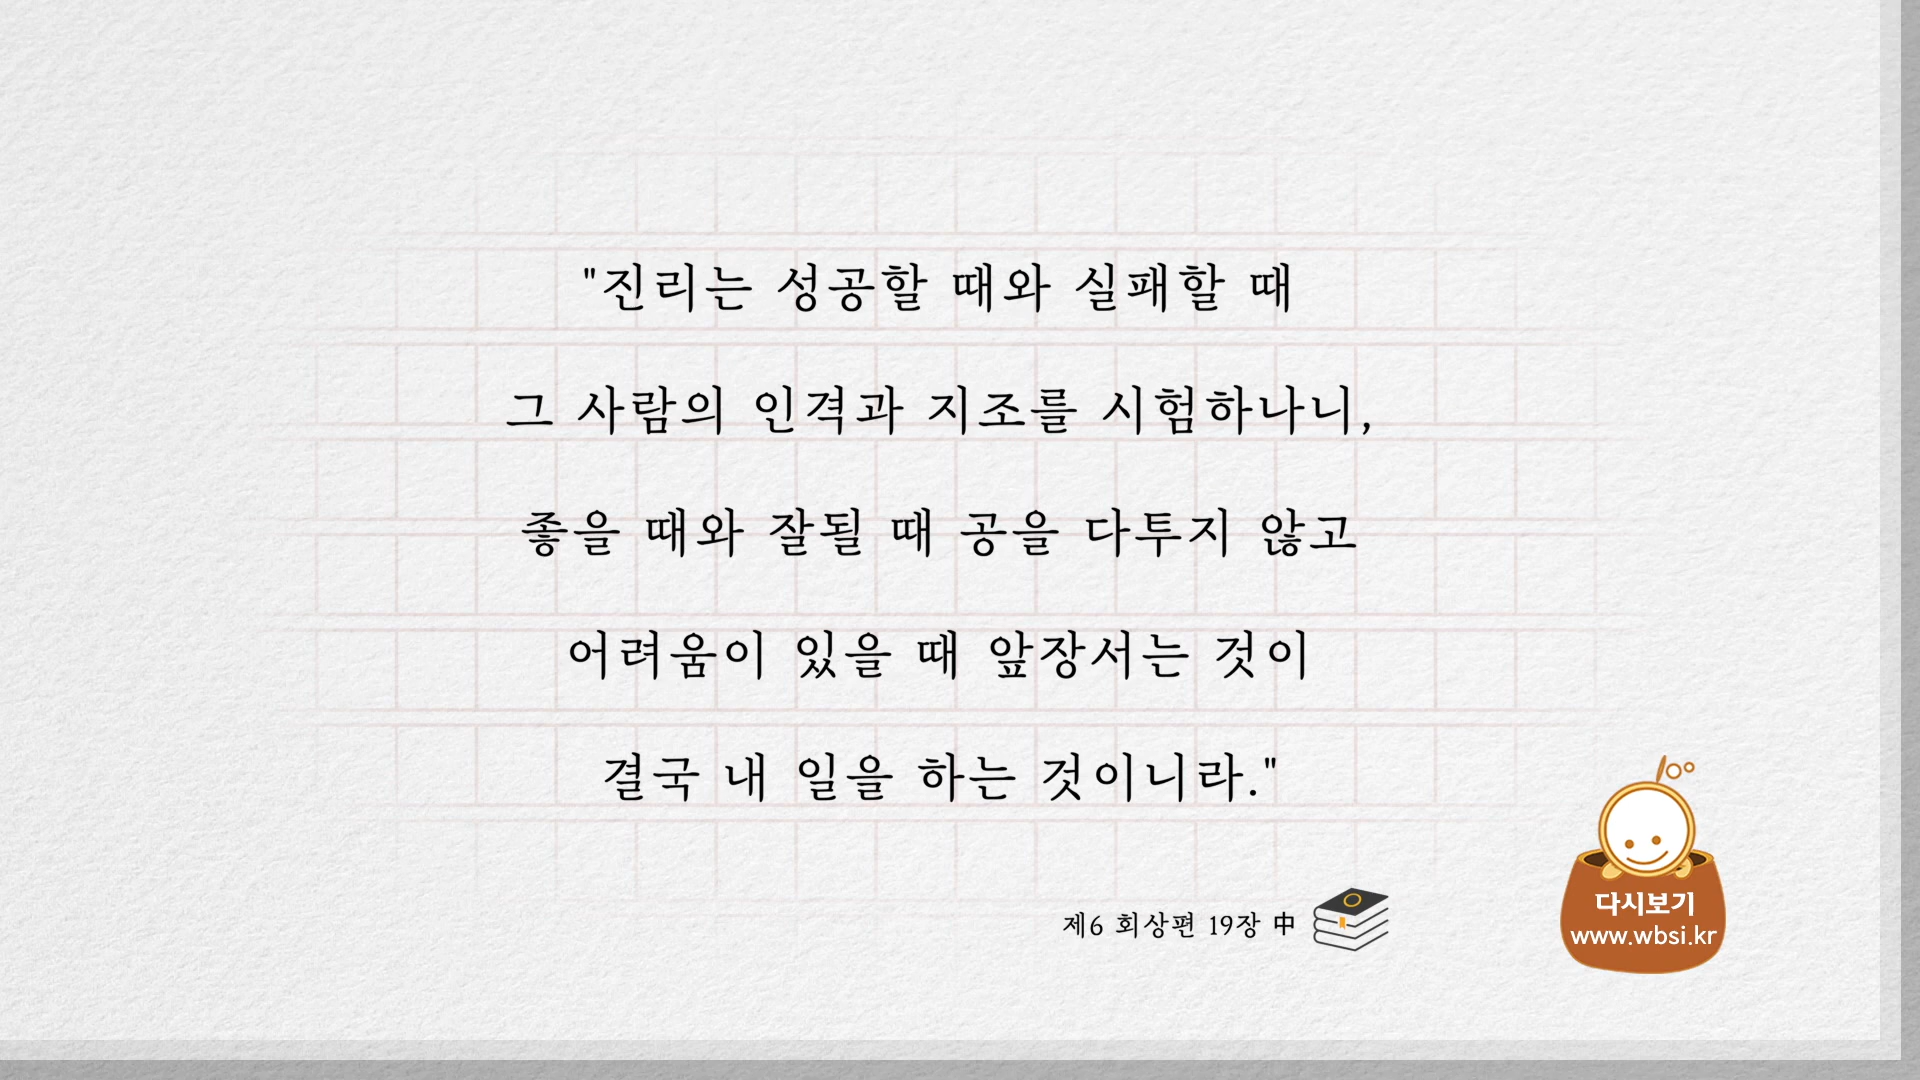 "진리는 성공할 때와 실패할 때
그 사람의 인격과 지조를 시험하나니,
좋을 때와 잘될 때 공을 다투지 않고
어려움이 있을 때 앞장서는 것이
결국 내 일을 하는 것이니라."
제6 회상편 19장 中
다시보기
www.wbsi.kr